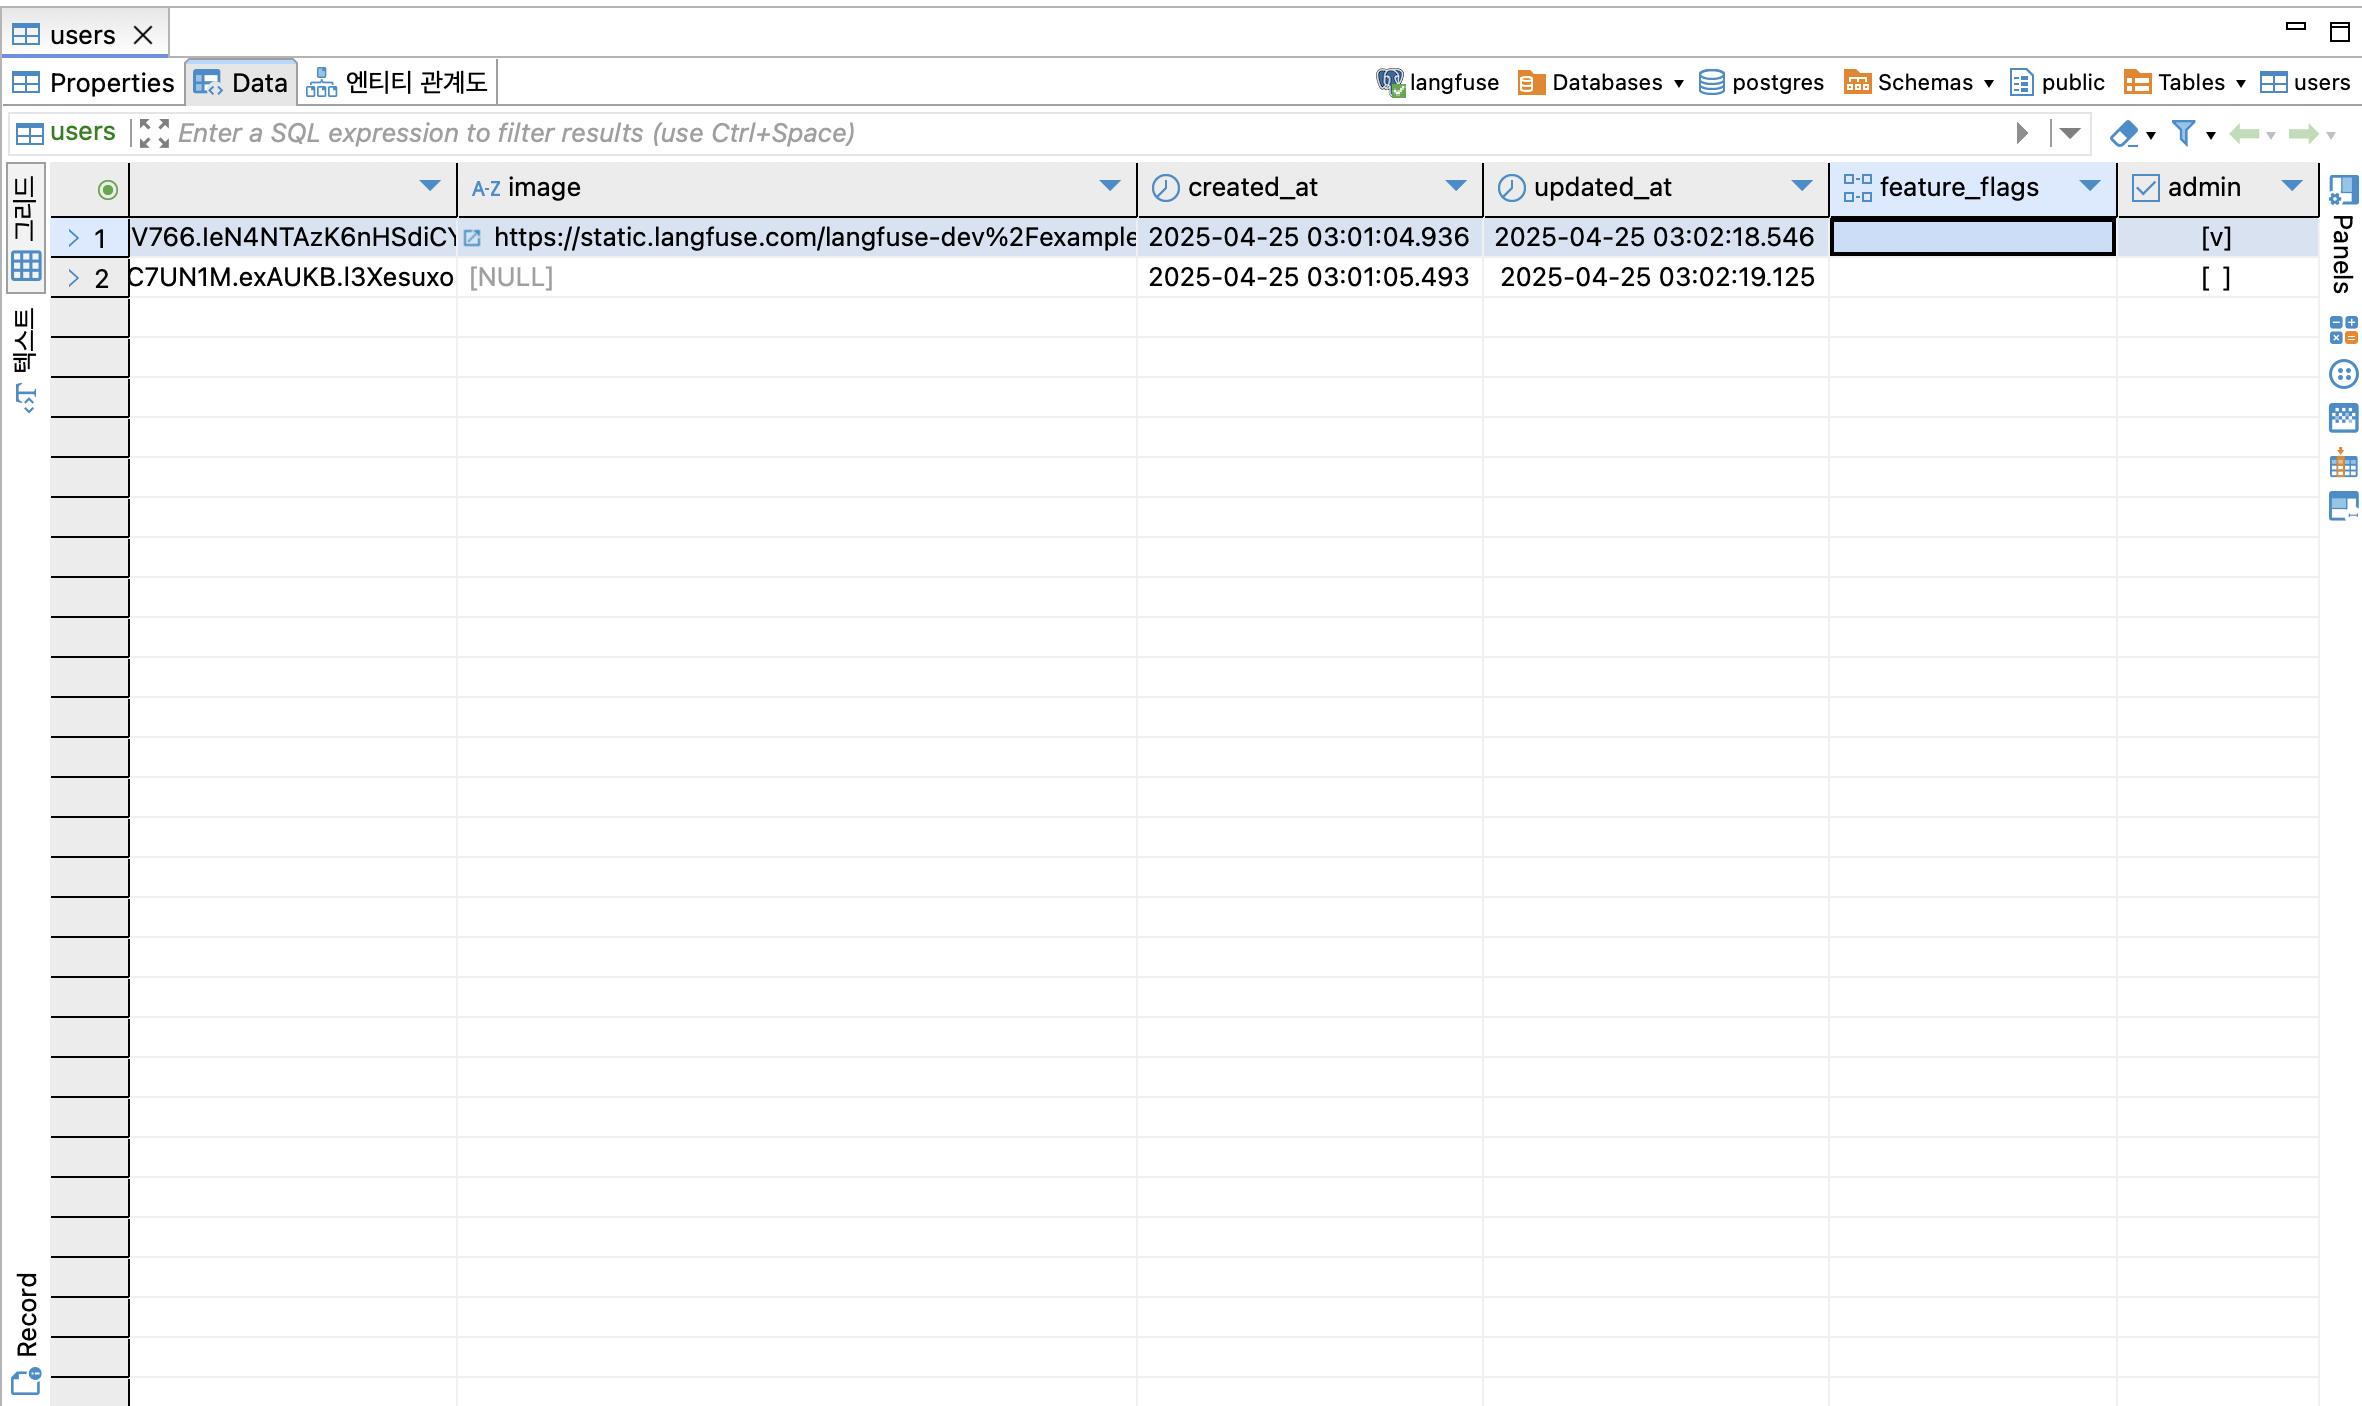 users
Properties Data 엔티티 관계도 langfuse Databases postgres Schemas public Tables users
users Enter a SQL expression to filter results (use Ctrl+Space)
그리드
텍스트
Record
A-Z image created_at updated_at feature_flags admin
1 V766.IeN4NTAzK6nHSdiCY https://static.langfuse.com/langfuse-dev%2Fexample 2025-04-25 03:01:04.936 2025-04-25 03:02:18.546 [v]
2 C7UN1M.exAUKB.l3Xesuxo [NULL] 2025-04-25 03:01:05.493 2025-04-25 03:02:19.125 [ ]
Panels